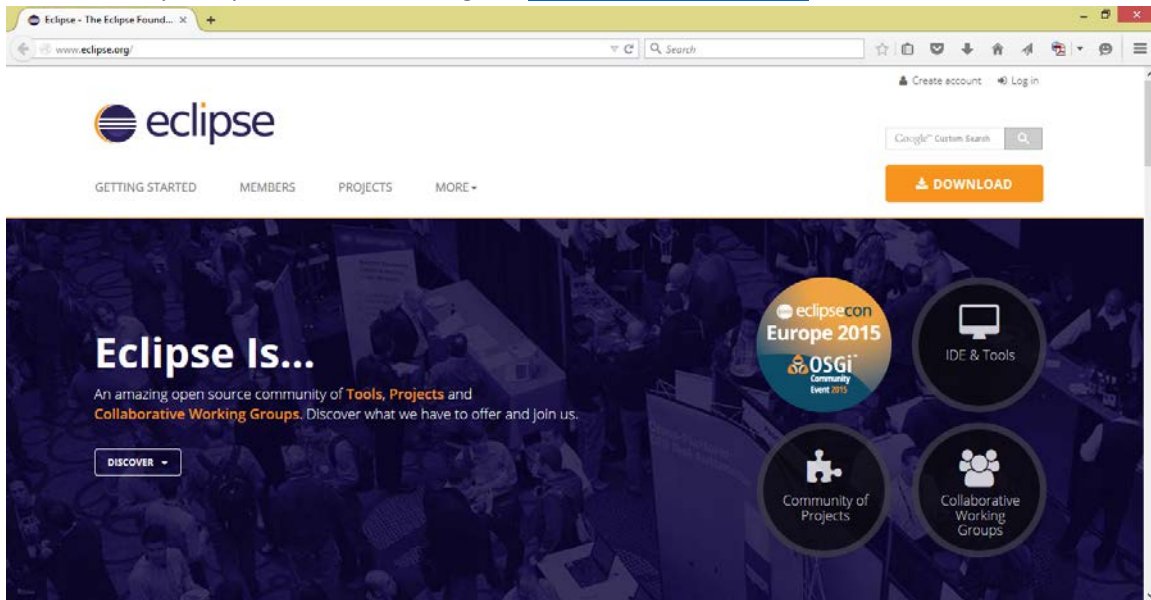 Eclipse - The Eclipse Found... × +
www.eclipse.org/
Search
Create account Log in
eclipse
Google™ Custom Search
GETTING STARTED MEMBERS PROJECTS MORE
DOWNLOAD
eclipsecon
Europe 2015
OSGi™
Community
Event 2015
IDE & Tools
Eclipse Is...
An amazing open source community of Tools, Projects and
Collaborative Working Groups. Discover what we have to offer and join us.
DISCOVER
Community of
Projects
Collaborative
Working
Groups